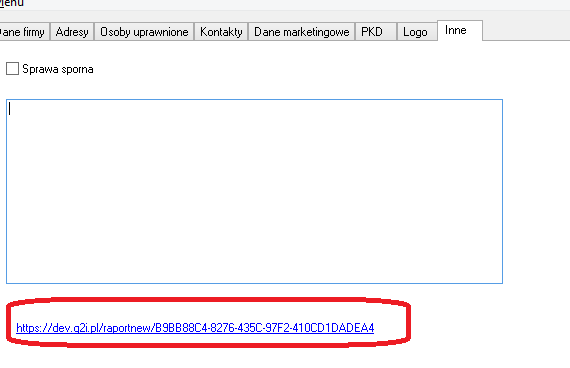 Menu
Dane firmy Adresy Osoby uprawnione Kontakty Dane marketingowe PKD Logo Inne
Sprawa sporna
https://dev.q2i.pl/raportnew/B9BB88C4-8276-435C-97F2-410CD1DADEA4